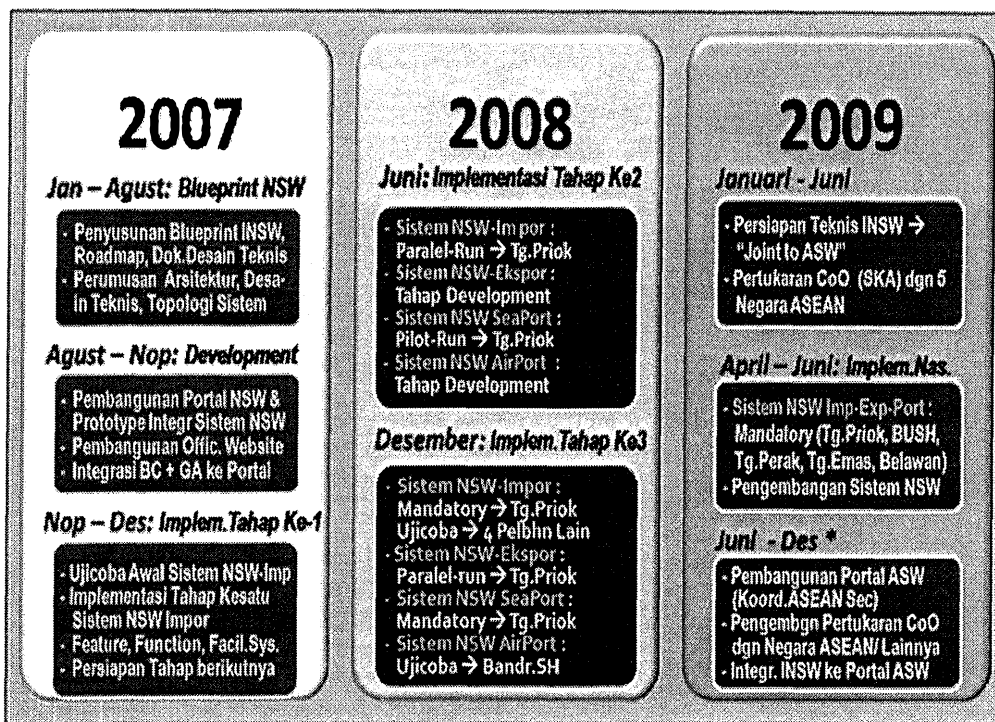 2007
Jan – Agust: Blueprint NSW
- Penyusunan Blueprint INSW,
Roadmap, Dok.Desain Teknis
- Perumusan Arsitektur, Desa-
in Teknis, Topologi Sistem
Agust – Nop: Development
- Pembangunan Portal NSW &
Prototype Integr Sistem NSW
- Pembangunan Offic. Website
- Integrasi BC + GA ke Portal
Nop – Des: Implem.Tahap Ke-1
- Ujicoba Awal Sistem NSW-Imp
- Implementasi Tahap Kesatu
Sistem NSW Impor
- Feature, Function, Facil.Sys.
- Persiapan Tahap berikutnya
2008
Juni: Implementasi Tahap Ke2
- Sistem NSW-Impor :
Paralel-Run → Tg.Priok
- Sistem NSW-Ekspor :
Tahap Development
- Sistem NSW SeaPort :
Pilot-Run → Tg.Priok
- Sistem NSW AirPort :
Tahap Development
Desember: Implem.Tahap Ke3
- Sistem NSW-Impor :
Mandatory → Tg.Priok
Ujicoba → 4 Pelbhn Lain
- Sistem NSW-Ekspor :
Paralel-run → Tg.Priok
- Sistem NSW SeaPort :
Mandatory → Tg.Priok
- Sistem NSW AirPort :
Ujicoba → Bandr.SH
2009
Januari - Juni
- Persiapan Teknis INSW →
"Joint to ASW"
- Pertukaran CoO (SKA) dgn 5
Negara ASEAN
April – Juni: Implem.Nas.
- Sistem NSW Imp-Exp-Port :
Mandatory (Tg.Priok, BUSH,
Tg.Perak, Tg.Emas, Belawan)
- Pengembangan Sistem NSW
Juni - Des *
- Pembangunan Portal ASW
(Koord.ASEAN Sec)
- Pengembgn Pertukaran CoO
dgn Negara ASEAN/ Lainnya
- Integr. INSW ke Portal ASW